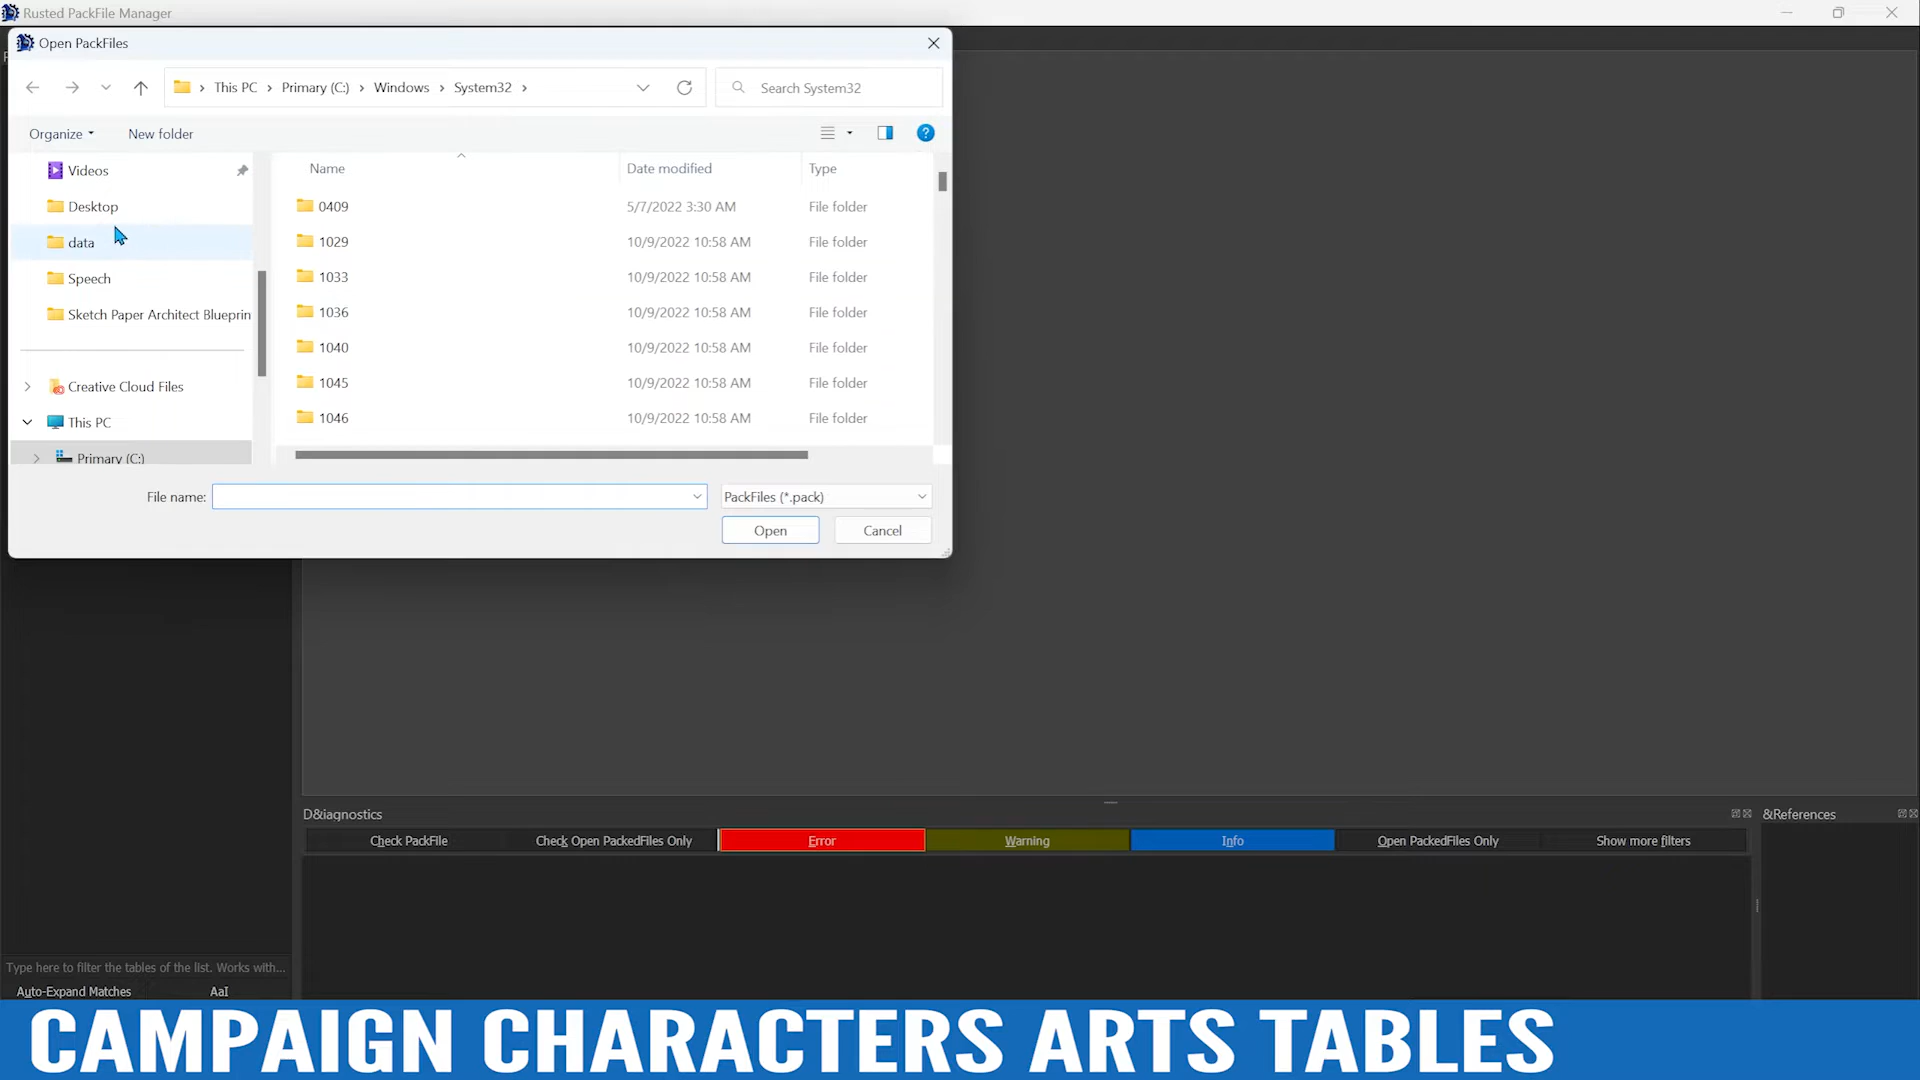 Rusted PackFile Manager
Open PackFiles
This PC > Primary (C:) > Windows > System32 >
Search System32
Organize
New folder
Name
Date modified
Type
Videos
Desktop
data
Speech
Sketch Paper Architect Blueprin
Creative Cloud Files
This PC
Primary (C:)
0409 5/7/2022 3:30 AM File folder
1029 10/9/2022 10:58 AM File folder
1033 10/9/2022 10:58 AM File folder
1036 10/9/2022 10:58 AM File folder
1040 10/9/2022 10:58 AM File folder
1045 10/9/2022 10:58 AM File folder
1046 10/9/2022 10:58 AM File folder
File name:
PackFiles (*.pack)
Open
Cancel
D&iagnostics
&References
Check PackFile
Check Open PackedFiles Only
Error
Warning
Info
Open PackedFiles Only
Show more filters
Type here to filter the tables of the list. Works with...
Auto-Expand Matches
AaI
CAMPAIGN CHARACTERS ARTS TABLES